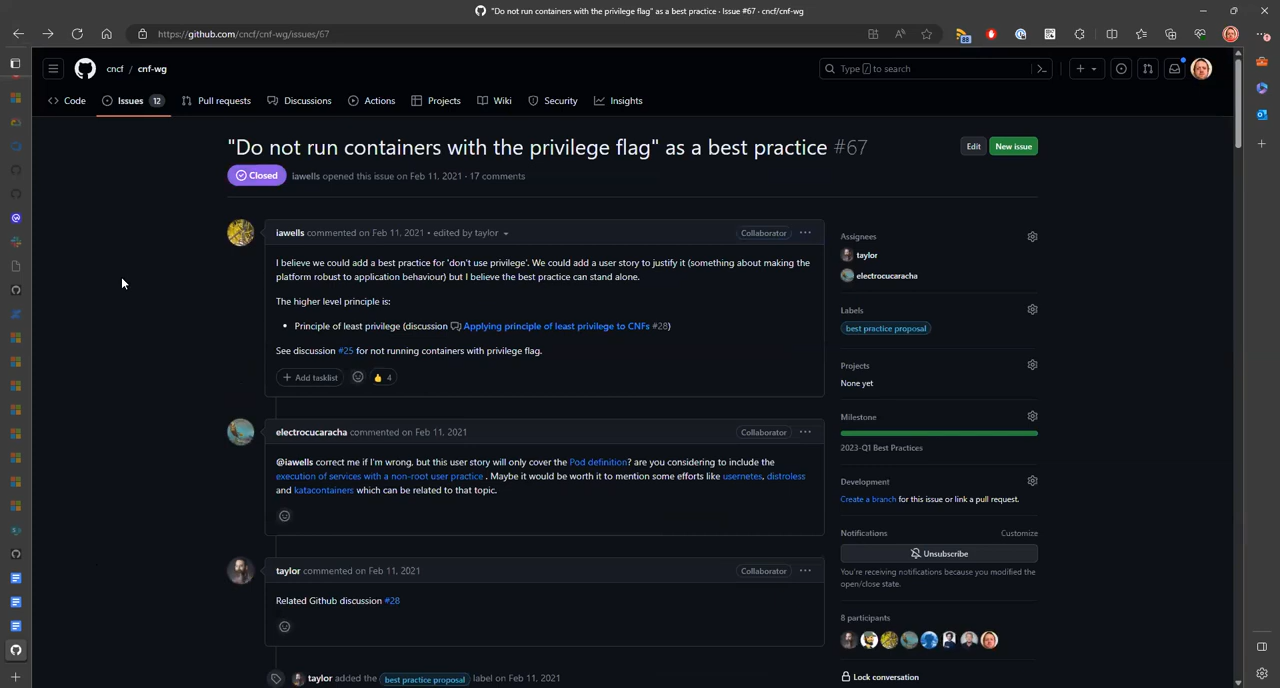 "Do not run containers with the privilege flag" as a best practice · Issue #67 · cncf/cnf-wg
https://github.com/cncf/cnf-wg/issues/67
88
cncf / cnf-wg
Type / to search
Code
Issues 12
Pull requests
Discussions
Actions
Projects
Wiki
Security
Insights
"Do not run containers with the privilege flag" as a best practice #67
Edit
New issue
Closed
iawells opened this issue on Feb 11, 2021 · 17 comments
iawells commented on Feb 11, 2021 • edited by taylor
Collaborator
I believe we could add a best practice for 'don't use privilege'. We could add a user story to justify it (something about making the
platform robust to application behaviour) but I believe the best practice can stand alone.
The higher level principle is:
• Principle of least privilege (discussion Applying principle of least privilege to CNFs #28)
See discussion #25 for not running containers with privilege flag.
Add tasklist
4
electrocucaracha commented on Feb 11, 2021
Collaborator
@iawells correct me if I'm wrong, but this user story will only cover the Pod definition? are you considering to include the
execution of services with a non-root user practice . Maybe it would be worth it to mention some efforts like usernetes, distroless
and katacontainers which can be related to that topic.
taylor commented on Feb 11, 2021
Collaborator
Related Github discussion #28
taylor added the best practice proposal label on Feb 11, 2021
Assignees
taylor
electrocucaracha
Labels
best practice proposal
Projects
None yet
Milestone
2023-Q1 Best Practices
Development
Create a branch for this issue or link a pull request.
Notifications
Customize
Unsubscribe
You're receiving notifications because you modified the
open/close state.
8 participants
Lock conversation